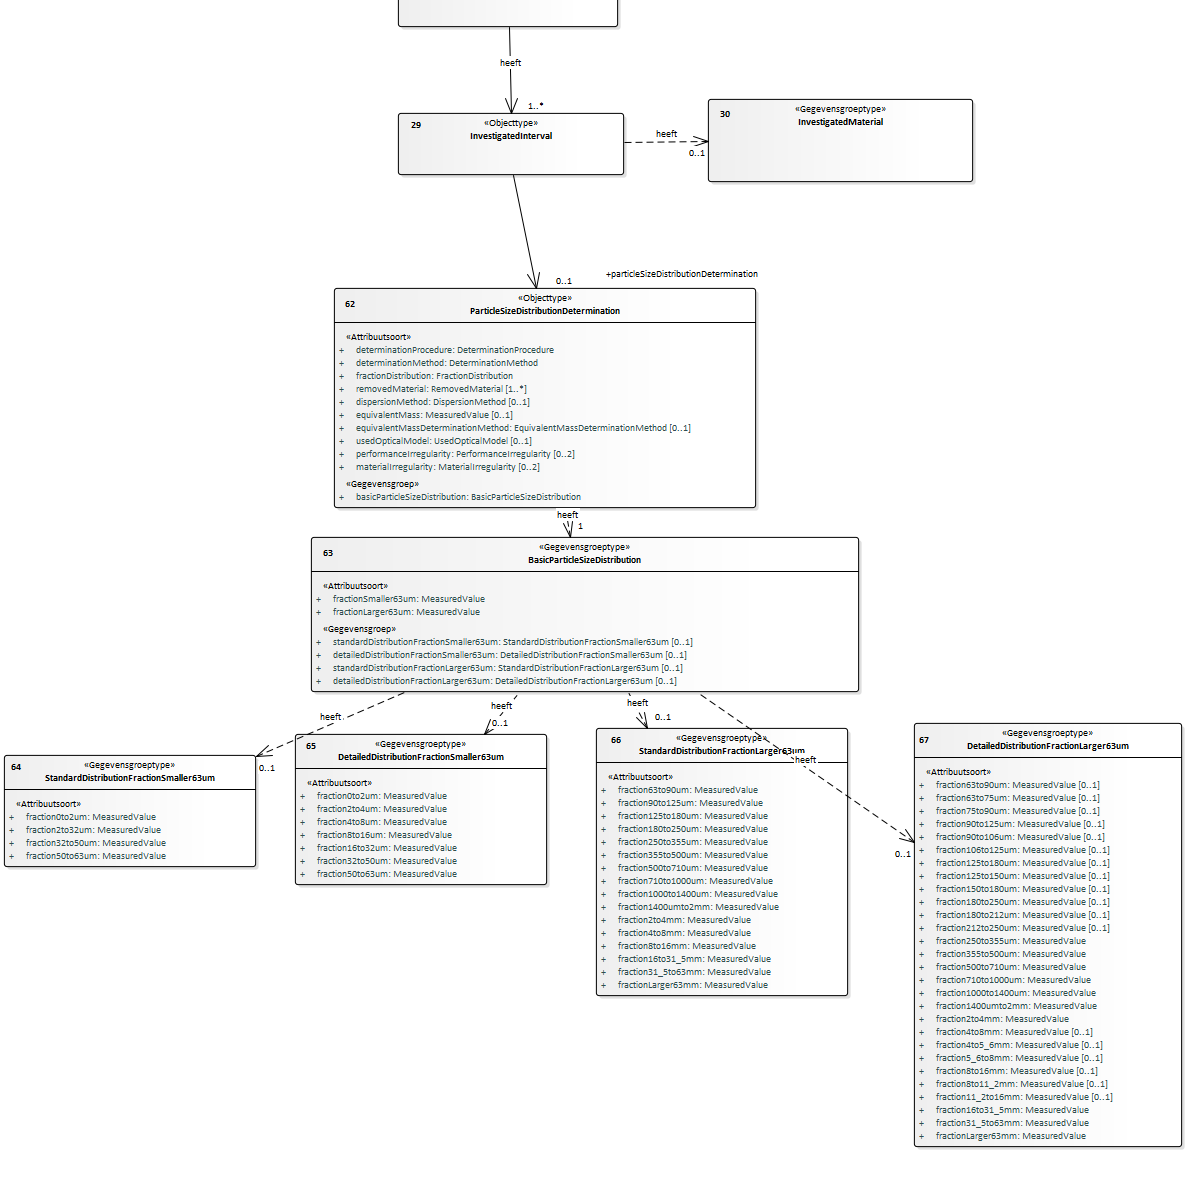 heeft
1..*
29
«Objecttype»
InvestigatedInterval
heeft
0..1
30
«Gegevensgroeptype»
InvestigatedMaterial
0..1
+particleSizeDistributionDetermination
62
«Objecttype»
ParticleSizeDistributionDetermination
«Attribuutsoort»
+ determinationProcedure: DeterminationProcedure
+ determinationMethod: DeterminationMethod
+ fractionDistribution: FractionDistribution
+ removedMaterial: RemovedMaterial [1..*]
+ dispersionMethod: DispersionMethod [0..1]
+ equivalentMass: MeasuredValue [0..1]
+ equivalentMassDeterminationMethod: EquivalentMassDeterminationMethod [0..1]
+ usedOpticalModel: UsedOpticalModel [0..1]
+ performanceIrregularity: PerformanceIrregularity [0..2]
+ materialIrregularity: MaterialIrregularity [0..2]
«Gegevensgroep»
+ basicParticleSizeDistribution: BasicParticleSizeDistribution
heeft
1
63
«Gegevensgroeptype»
BasicParticleSizeDistribution
«Attribuutsoort»
+ fractionSmaller63um: MeasuredValue
+ fractionLarger63um: MeasuredValue
«Gegevensgroep»
+ standardDistributionFractionSmaller63um: StandardDistributionFractionSmaller63um [0..1]
+ detailedDistributionFractionSmaller63um: DetailedDistributionFractionSmaller63um [0..1]
+ standardDistributionFractionLarger63um: StandardDistributionFractionLarger63um [0..1]
+ detailedDistributionFractionLarger63um: DetailedDistributionFractionLarger63um [0..1]
heeft
0..1
heeft
0..1
heeft
0..1
heeft
0..1
64
«Gegevensgroeptype»
StandardDistributionFractionSmaller63um
«Attribuutsoort»
+ fraction0to2um: MeasuredValue
+ fraction2to32um: MeasuredValue
+ fraction32to50um: MeasuredValue
+ fraction50to63um: MeasuredValue
65
«Gegevensgroeptype»
DetailedDistributionFractionSmaller63um
«Attribuutsoort»
+ fraction0to2um: MeasuredValue
+ fraction2to4um: MeasuredValue
+ fraction4to8um: MeasuredValue
+ fraction8to16um: MeasuredValue
+ fraction16to32um: MeasuredValue
+ fraction32to50um: MeasuredValue
+ fraction50to63um: MeasuredValue
66
«Gegevensgroeptype»
StandardDistributionFractionLarger63um
«Attribuutsoort»
+ fraction63to90um: MeasuredValue
+ fraction90to125um: MeasuredValue
+ fraction125to180um: MeasuredValue
+ fraction180to250um: MeasuredValue
+ fraction250to355um: MeasuredValue
+ fraction355to500um: MeasuredValue
+ fraction500to710um: MeasuredValue
+ fraction710to1000um: MeasuredValue
+ fraction1000to1400um: MeasuredValue
+ fraction1400umto2mm: MeasuredValue
+ fraction2to4mm: MeasuredValue
+ fraction4to8mm: MeasuredValue
+ fraction8to16mm: MeasuredValue
+ fraction16to31_5mm: MeasuredValue
+ fraction31_5to63mm: MeasuredValue
+ fractionLarger63mm: MeasuredValue
67
«Gegevensgroeptype»
DetailedDistributionFractionLarger63um
«Attribuutsoort»
+ fraction63to90um: MeasuredValue [0..1]
+ fraction63to75um: MeasuredValue [0..1]
+ fraction75to90um: MeasuredValue [0..1]
+ fraction90to125um: MeasuredValue [0..1]
+ fraction90to106um: MeasuredValue [0..1]
+ fraction106to125um: MeasuredValue [0..1]
+ fraction125to180um: MeasuredValue [0..1]
+ fraction125to150um: MeasuredValue [0..1]
+ fraction150to180um: MeasuredValue [0..1]
+ fraction180to250um: MeasuredValue [0..1]
+ fraction180to212um: MeasuredValue [0..1]
+ fraction212to250um: MeasuredValue [0..1]
+ fraction250to355um: MeasuredValue
+ fraction355to500um: MeasuredValue
+ fraction500to710um: MeasuredValue
+ fraction710to1000um: MeasuredValue
+ fraction1000to1400um: MeasuredValue
+ fraction1400umto2mm: MeasuredValue
+ fraction2to4mm: MeasuredValue
+ fraction4to8mm: MeasuredValue [0..1]
+ fraction4to5_6mm: MeasuredValue [0..1]
+ fraction5_6to8mm: MeasuredValue [0..1]
+ fraction8to16mm: MeasuredValue [0..1]
+ fraction8to11_2mm: MeasuredValue [0..1]
+ fraction11_2to16mm: MeasuredValue [0..1]
+ fraction16to31_5mm: MeasuredValue
+ fraction31_5to63mm: MeasuredValue
+ fractionLarger63mm: MeasuredValue